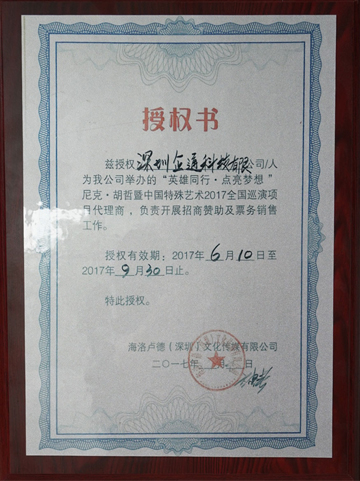 授权书
兹授权深圳企通科技有限公司/人
为我公司举办的“英雄同行·点亮梦想”
尼克·胡哲暨中国特殊艺术2017全国巡演项
目代理商，负责开展招商赞助及票务销售
工作。
授权有效期：2017年6月10日至
2017年9月30日止。
特此授权。
海洛卢德（深圳）文化传媒有限公司
二〇一七年 月 日